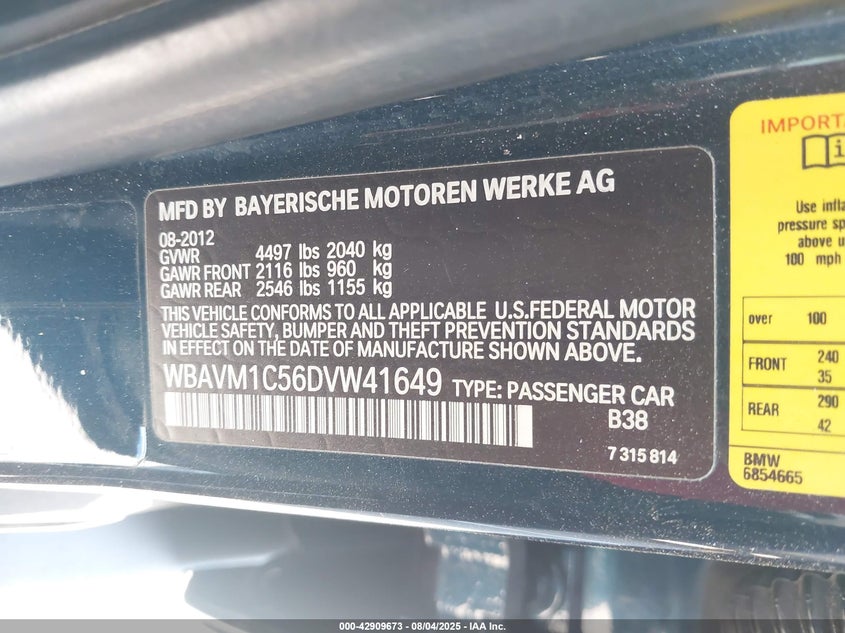 MFD BY BAYERISCHE MOTOREN WERKE AG
08-2012
GVWR 4497 lbs 2040 kg
GAWR FRONT 2116 lbs 960 kg
GAWR REAR 2546 lbs 1155 kg
THIS VEHICLE CONFORMS TO ALL APPLICABLE U.S.FEDERAL MOTOR
VEHICLE SAFETY, BUMPER AND THEFT PREVENTION STANDARDS
IN EFFECT ON THE DATE OF MANUFACTURE SHOWN ABOVE.
WBAVM1C56DVW41649 TYPE: PASSENGER CAR
B38
7 315 814
Use
pressure
above
100 mph
over 100
FRONT 240
35
REAR 290
42
BMW
6854665
000-42909673 - 08/04/2025 - IAA Inc.